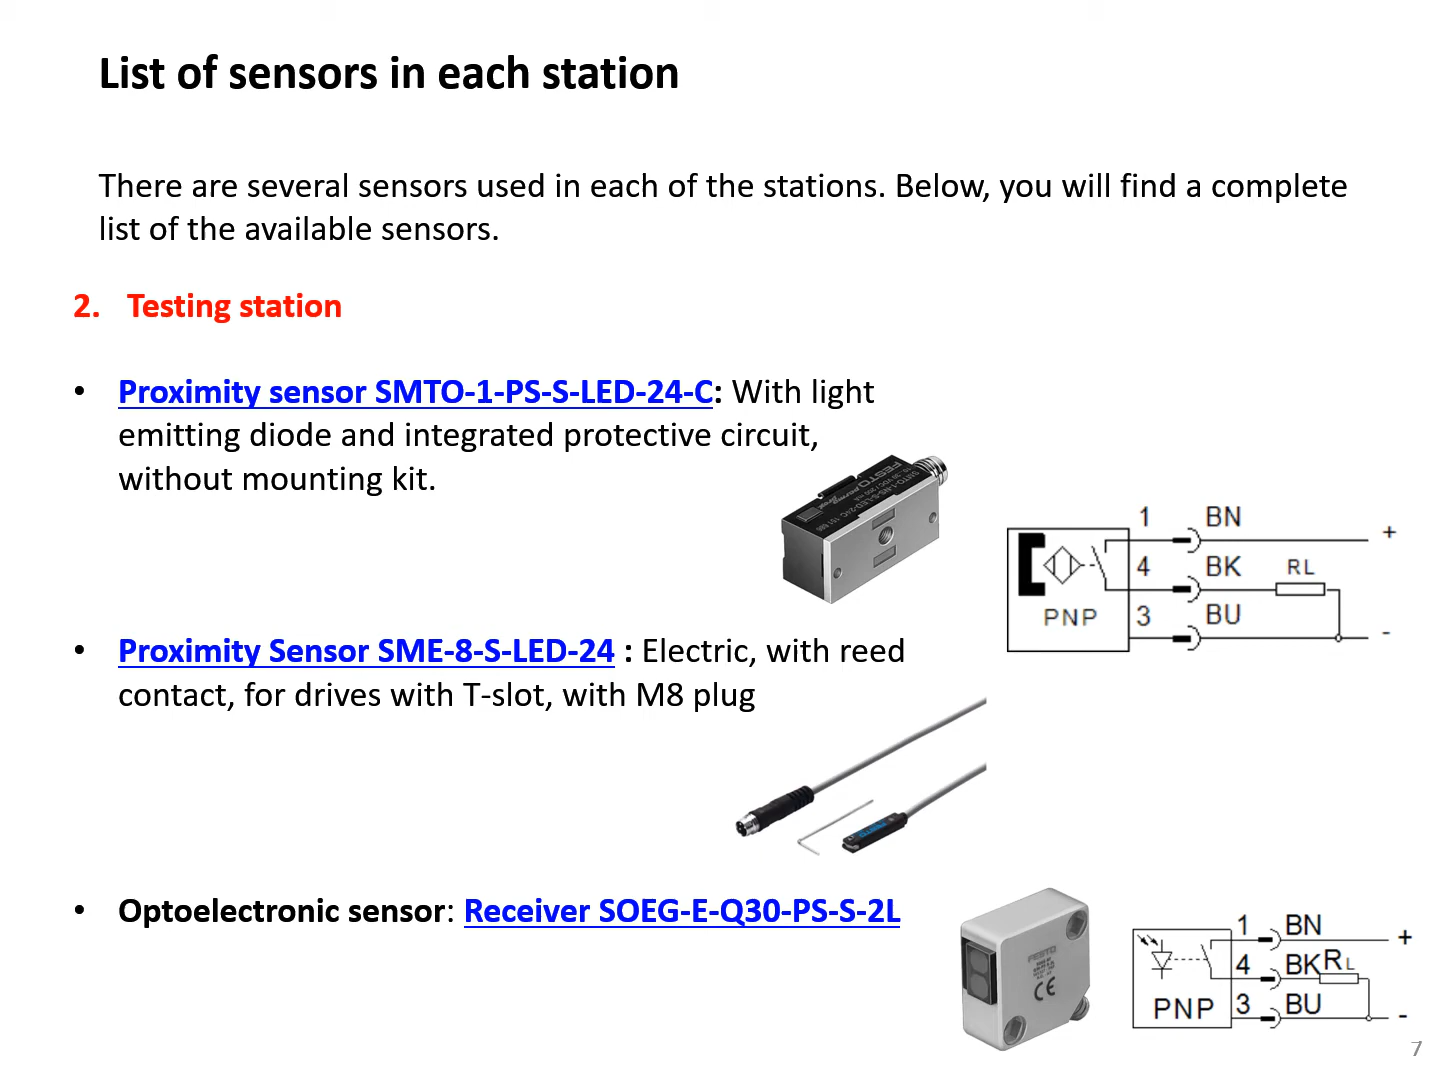 List of sensors in each station
There are several sensors used in each of the stations. Below, you will find a complete
list of the available sensors.
2. Testing station
• Proximity sensor SMTO-1-PS-S-LED-24-C: With light
emitting diode and integrated protective circuit,
without mounting kit.
FESTO
1 BN +
4 BK RL
PNP 3 BU -
• Proximity Sensor SME-8-S-LED-24 : Electric, with reed
contact, for drives with T-slot, with M8 plug
• Optoelectronic sensor: Receiver SOEG-E-Q30-PS-S-2L
FESTO
CE
1 BN +
4 BK RL
PNP 3 BU -
7